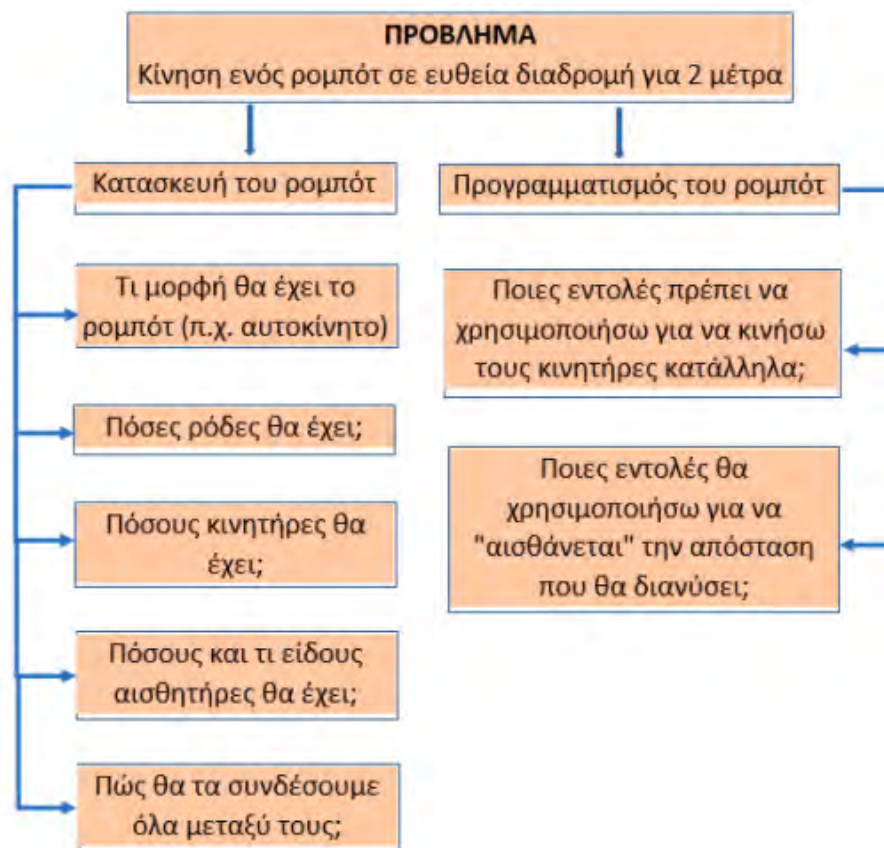 ΠΡΟΒΛΗΜΑ
Κίνηση ενός ρομπότ σε ευθεία διαδρομή για 2 μέτρα
Κατασκευή του ρομπότ
Τι μορφή θα έχει το
ρομπότ (π.χ. αυτοκίνητο)
Πόσες ρόδες θα έχει;
Πόσους κινητήρες θα
έχει;
Πόσους και τι είδους
αισθητήρες θα έχει;
Πώς θα τα συνδέσουμε
όλα μεταξύ τους;
Προγραμματισμός του ρομπότ
Ποιες εντολές πρέπει να
χρησιμοποιήσω για να κινήσω
τους κινητήρες κατάλληλα;
Ποιες εντολές θα
χρησιμοποιήσω για να
"αισθάνεται" την απόσταση
που θα διανύσει;